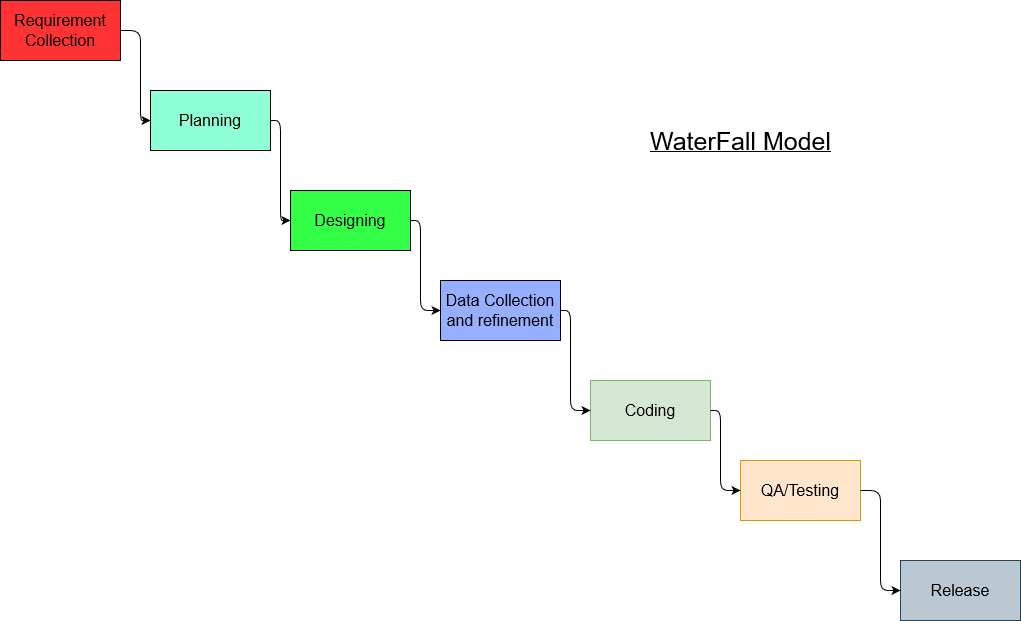 Requirement
Collection
Planning
WaterFall Model
Designing
Data Collection
and refinement
Coding
QA/Testing
Release